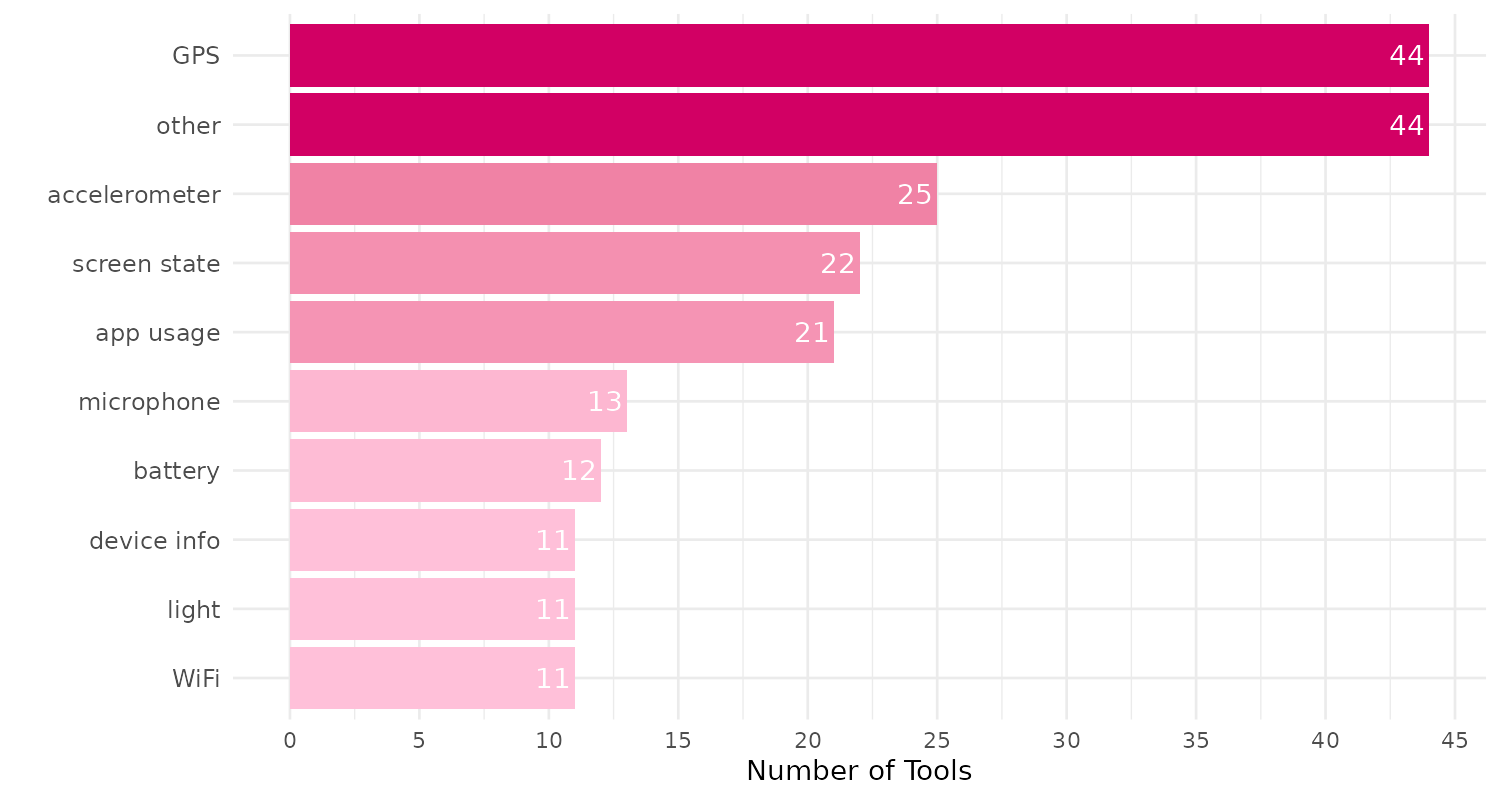 GPS 44
other 44
accelerometer 25
screen state 22
app usage 21
microphone 13
battery 12
device info 11
light 11
WiFi 11
0 5 10 15 20 25 30 35 40 45
Number of Tools